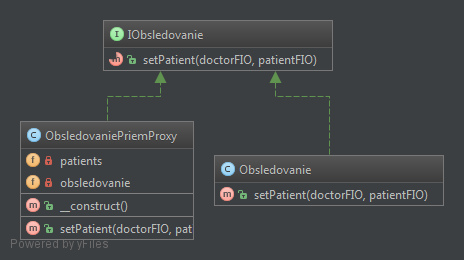 IObsledovanie
setPatient(doctorFIO, patientFIO)
ObsledovaniePriemProxy
patients
obsledovanie
__construct()
setPatient(doctorFIO, pat
Obsledovanie
setPatient(doctorFIO, patientFIO)
Powered by yFiles